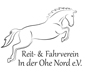 Reit- & Fahrverein
In der Ohe Nord e.V.